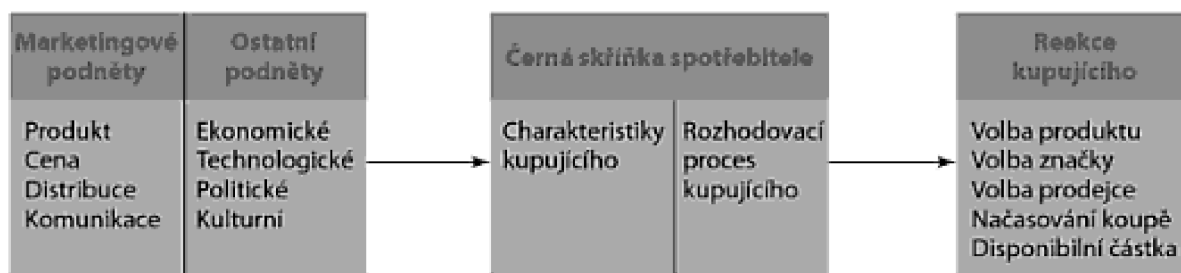 Marketingové
podněty
Ostatní
podněty
Černá skříňka spotřebitele
Reakce
kupujícího
Produkt
Cena
Distribuce
Komunikace
Ekonomické
Technologické
Politické
Kulturní
Charakteristiky
kupujícího
Rozhodovací
proces
kupujícího
Volba produktu
Volba značky
Volba prodejce
Načasování koupě
Disponibilní částka